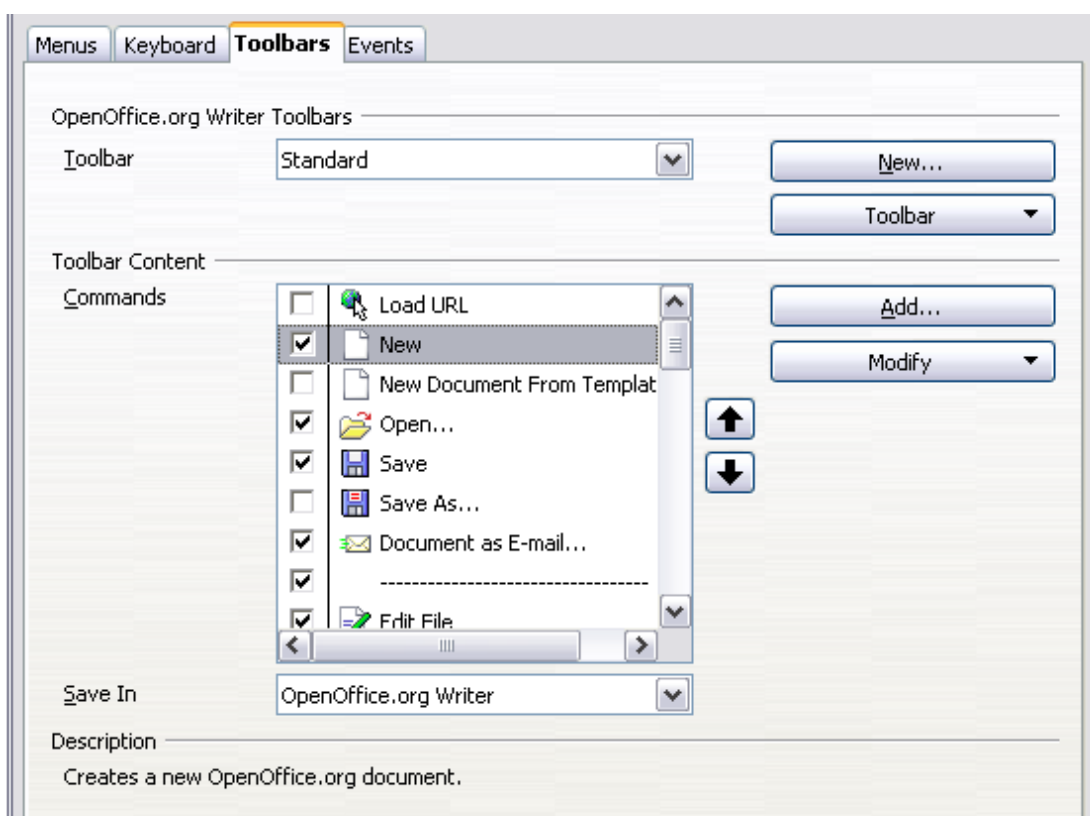 Menus Keyboard Toolbars Events
OpenOffice.org Writer Toolbars
Toolbar Standard New...
Toolbar
Toolbar Content
Commands Load URL Add...
New
Modify
New Document From Templat
Open...
Save
Save As...
Document as E-mail...
---------------------------------
Edit File
Save In OpenOffice.org Writer
Description
Creates a new OpenOffice.org document.